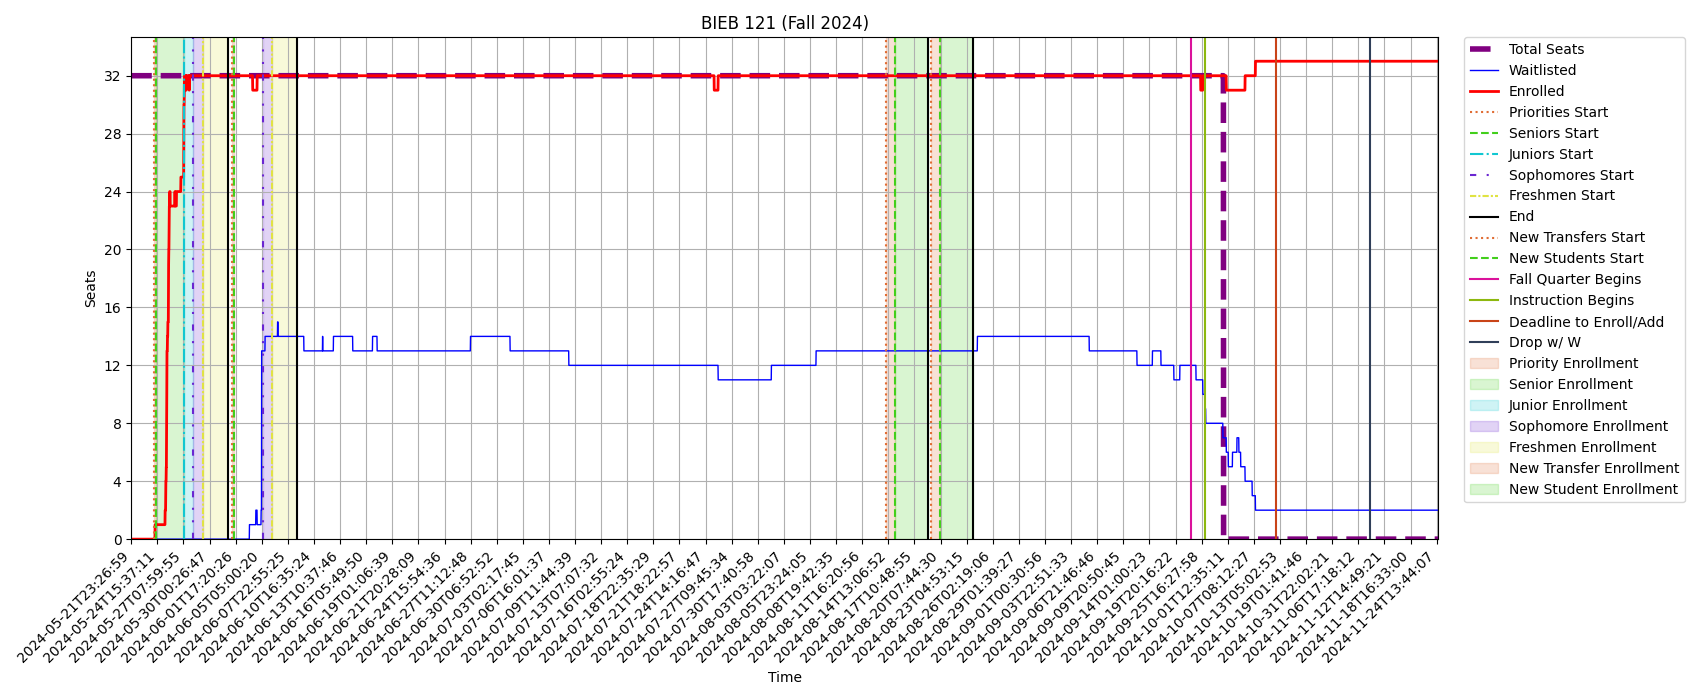 BIEB 121 (Fall 2024)
Seats
32
28
24
20
16
12
8
4
0
2024-05-21T23:26:59
2024-05-24T15:37:11
2024-05-27T07:59:55
2024-05-30T00:26:47
2024-06-01T17:20:26
2024-06-05T05:00:20
2024-06-07T22:55:23
2024-06-10T16:35:24
2024-06-13T10:37:46
2024-06-16T05:49:50
2024-06-19T01:06:39
2024-06-21T20:28:09
2024-06-24T15:54:36
2024-06-27T11:12:48
2024-06-30T06:52:52
2024-07-03T02:17:45
2024-07-06T16:01:37
2024-07-09T11:44:39
2024-07-13T07:07:32
2024-07-16T02:55:24
2024-07-18T22:35:29
2024-07-21T18:22:57
2024-07-24T14:16:47
2024-07-27T09:45:34
2024-07-30T17:40:58
2024-08-03T03:22:07
2024-08-05T23:24:05
2024-08-08T19:42:35
2024-08-11T16:20:56
2024-08-14T13:06:52
2024-08-17T10:48:55
2024-08-20T07:44:30
2024-08-23T04:53:15
2024-08-26T02:19:06
2024-08-29T01:39:27
2024-09-01T00:30:56
2024-09-03T22:51:33
2024-09-06T21:46:46
2024-09-09T20:50:45
2024-09-14T01:00:23
2024-09-19T20:16:22
2024-09-25T16:27:58
2024-10-01T12:35:11
2024-10-07T08:12:27
2024-10-13T05:02:53
2024-10-19T01:41:46
2024-10-31T22:02:21
2024-11-06T17:18:12
2024-11-12T14:49:21
2024-11-18T16:33:00
2024-11-24T13:44:07
Time
Total Seats
Waitlisted
Enrolled
Priorities Start
Seniors Start
Juniors Start
Sophomores Start
Freshmen Start
End
New Transfers Start
New Students Start
Fall Quarter Begins
Instruction Begins
Deadline to Enroll/Add
Drop w/ W
Priority Enrollment
Senior Enrollment
Junior Enrollment
Sophomore Enrollment
Freshmen Enrollment
New Transfer Enrollment
New Student Enrollment